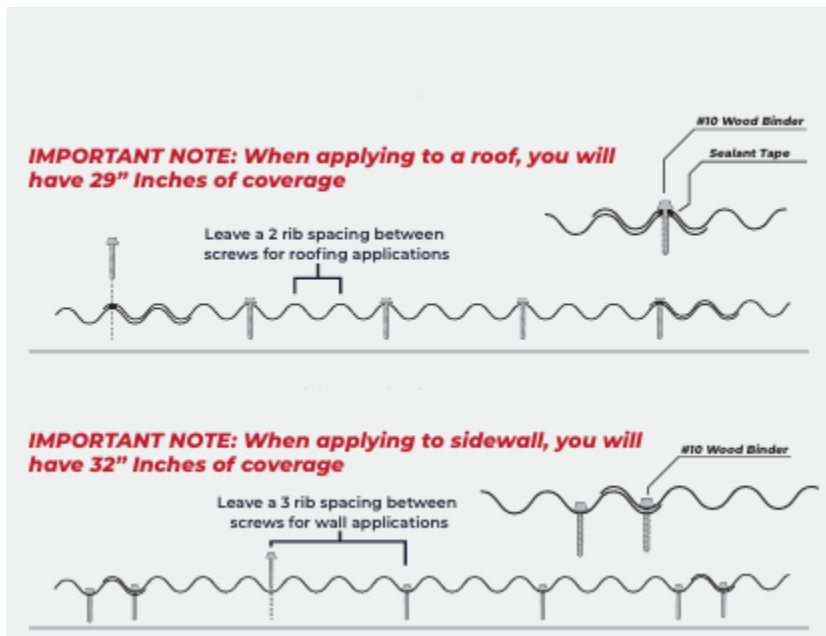 #10 Wood Binder
IMPORTANT NOTE: When applying to a roof, you will
have 29” Inches of coverage
Sealant Tape
Leave a 2 rib spacing between
screws for roofing applications
IMPORTANT NOTE: When applying to sidewall, you will
have 32” Inches of coverage
#10 Wood Binder
Leave a 3 rib spacing between
screws for wall applications